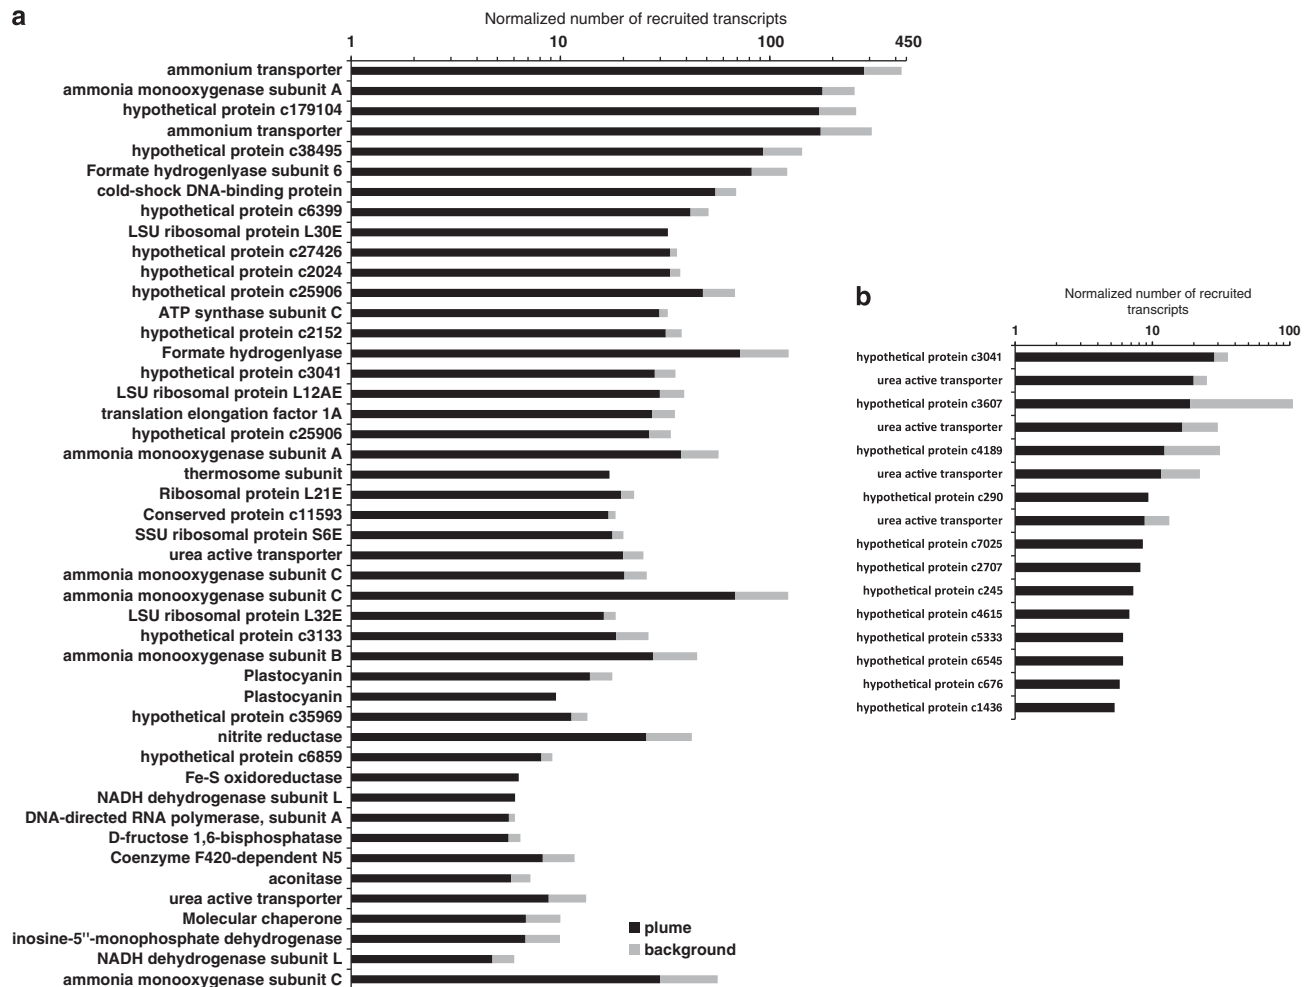 a
Normalized number of recruited transcripts
1 10 100 450
ammonium transporter
ammonia monooxygenase subunit A
hypothetical protein c179104
ammonium transporter
hypothetical protein c38495
Formate hydrogenlyase subunit 6
cold-shock DNA-binding protein
hypothetical protein c6399
LSU ribosomal protein L30E
hypothetical protein c27426
hypothetical protein c2024
hypothetical protein c25906
ATP synthase subunit C
hypothetical protein c2152
Formate hydrogenlyase
hypothetical protein c3041
LSU ribosomal protein L12AE
translation elongation factor 1A
hypothetical protein c25906
ammonia monooxygenase subunit A
thermosome subunit
Ribosomal protein L21E
Conserved protein c11593
SSU ribosomal protein S6E
urea active transporter
ammonia monooxygenase subunit C
ammonia monooxygenase subunit C
LSU ribosomal protein L32E
hypothetical protein c3133
ammonia monooxygenase subunit B
Plastocyanin
Plastocyanin
hypothetical protein c35969
nitrite reductase
hypothetical protein c6859
Fe-S oxidoreductase
NADH dehydrogenase subunit L
DNA-directed RNA polymerase, subunit A
D-fructose 1,6-bisphosphatase
Coenzyme F420-dependent N5
aconitase
urea active transporter
Molecular chaperone
inosine-5"-monophosphate dehydrogenase
NADH dehydrogenase subunit L
ammonia monooxygenase subunit C
plume
background
b
Normalized number of recruited
transcripts
1 10 100
hypothetical protein c3041
urea active transporter
hypothetical protein c3607
urea active transporter
hypothetical protein c4189
urea active transporter
hypothetical protein c290
urea active transporter
hypothetical protein c7025
hypothetical protein c2707
hypothetical protein c245
hypothetical protein c4615
hypothetical protein c5333
hypothetical protein c6545
hypothetical protein c676
hypothetical protein c1436